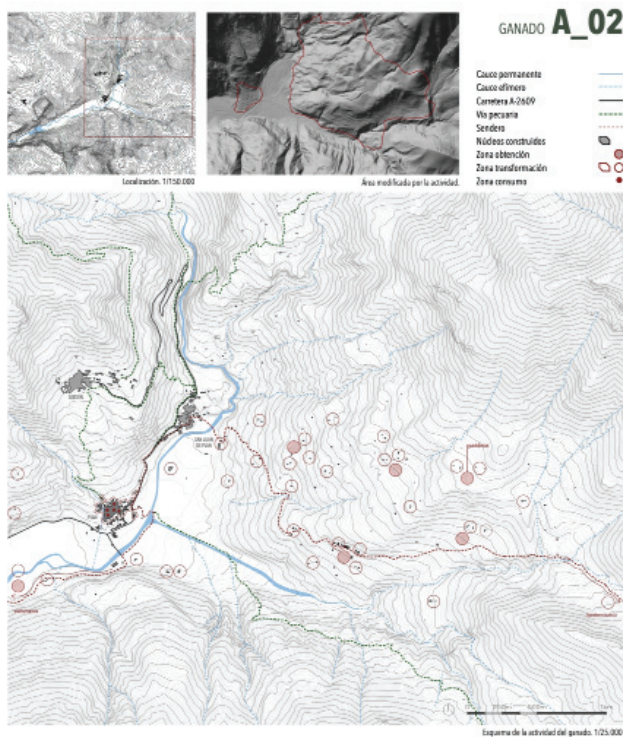 GANADO A_02
Cauce permanente
Cauce efímero
Carretera A-2609
Vía pecuaria
Sendero
Núcleos construidos
Zona obtención
Zona transformación
Zona consumo
Localización. 1/150.000
Área modificada por la actividad.
Esquema de la actividad del ganado. 1/25.000